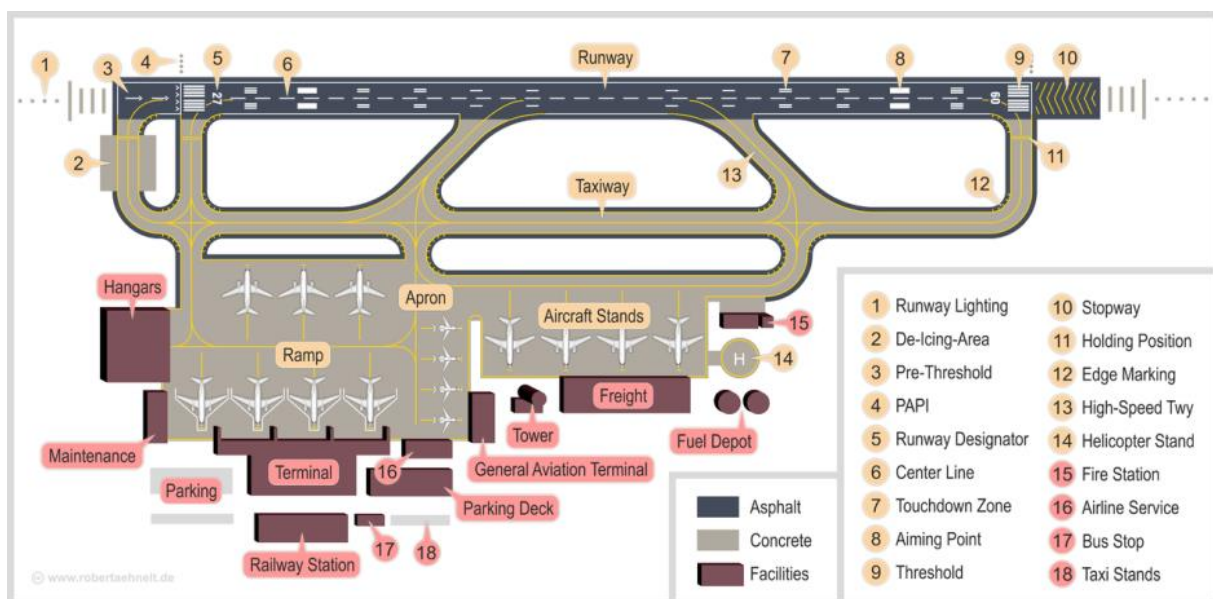 1
3
4
5
6
Runway
7
8
9
10
27
09
2
11
13
12
Taxiway
Hangars
Apron
Aircraft Stands
15
Ramp
14
H
Freight
Tower
Fuel Depot
Maintenance
16
General Aviation Terminal
Terminal
Parking
Parking Deck
17
18
Railway Station
Asphalt
Concrete
Facilities
1 Runway Lighting
2 De-Icing-Area
3 Pre-Threshold
4 PAPI
5 Runway Designator
6 Center Line
7 Touchdown Zone
8 Aiming Point
9 Threshold
10 Stopway
11 Holding Position
12 Edge Marking
13 High-Speed Twy
14 Helicopter Stand
15 Fire Station
16 Airline Service
17 Bus Stop
18 Taxi Stands
www.robertaehnelt.de